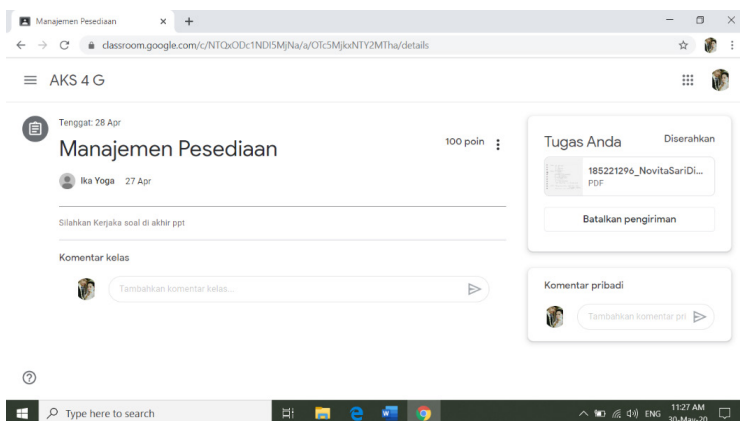 Manajemen Pesediaan
classroom.google.com/c/NTQxODc1NDI5MjNa/a/OTc5MjkxNTY2MTha/details
AKS 4 G
Tenggat: 28 Apr
Manajemen Pesediaan
100 poin
Ika Yoga 27 Apr
Silahkan Kerjaka soal di akhir ppt
Komentar kelas
Tambahkan komentar kelas...
Tugas Anda
Diserahkan
185221296_NovitaSariDi...
PDF
Batalkan pengiriman
Komentar pribadi
Tambahkan komentar pri
Type here to search
ENG
11:27 AM
30-May-20